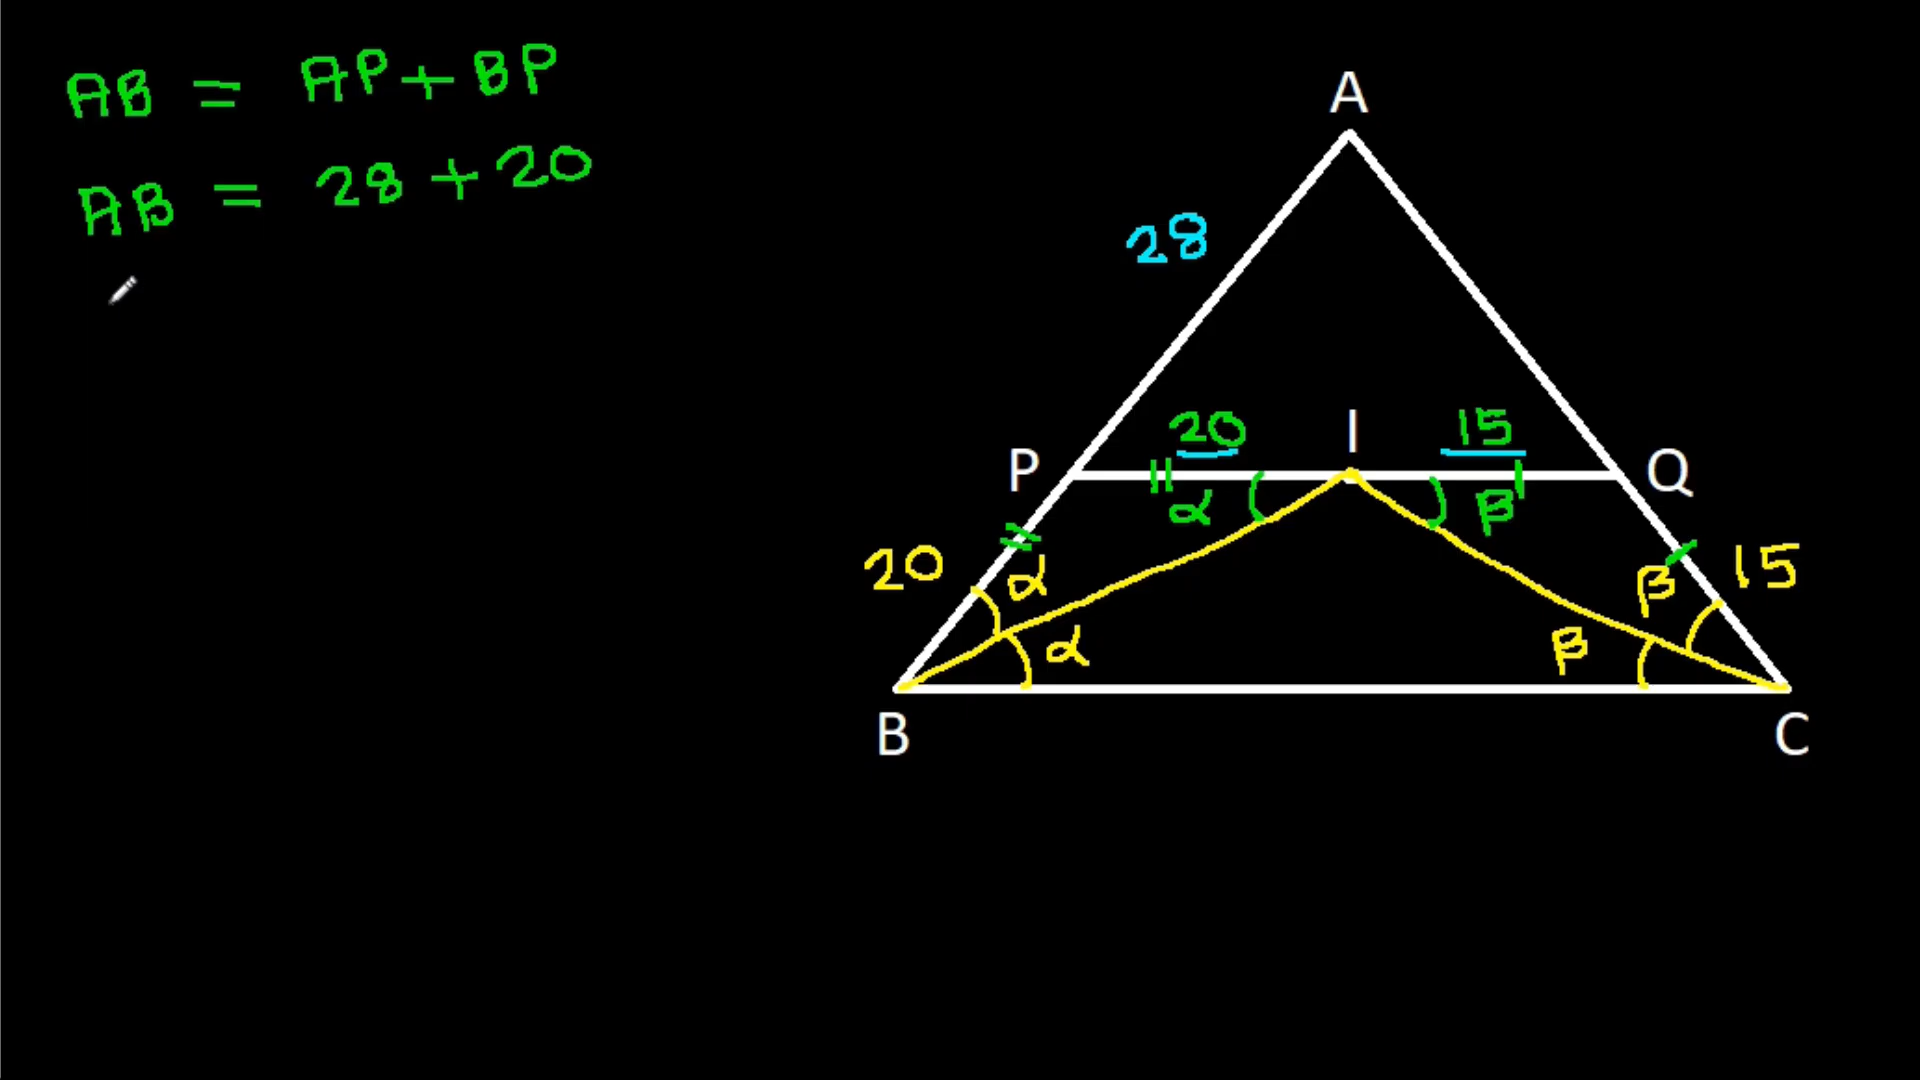 AB = AP + BP
AB = 28 + 20
A
28
20 I 15
P Q
α β
20 α β 15
α β
B C